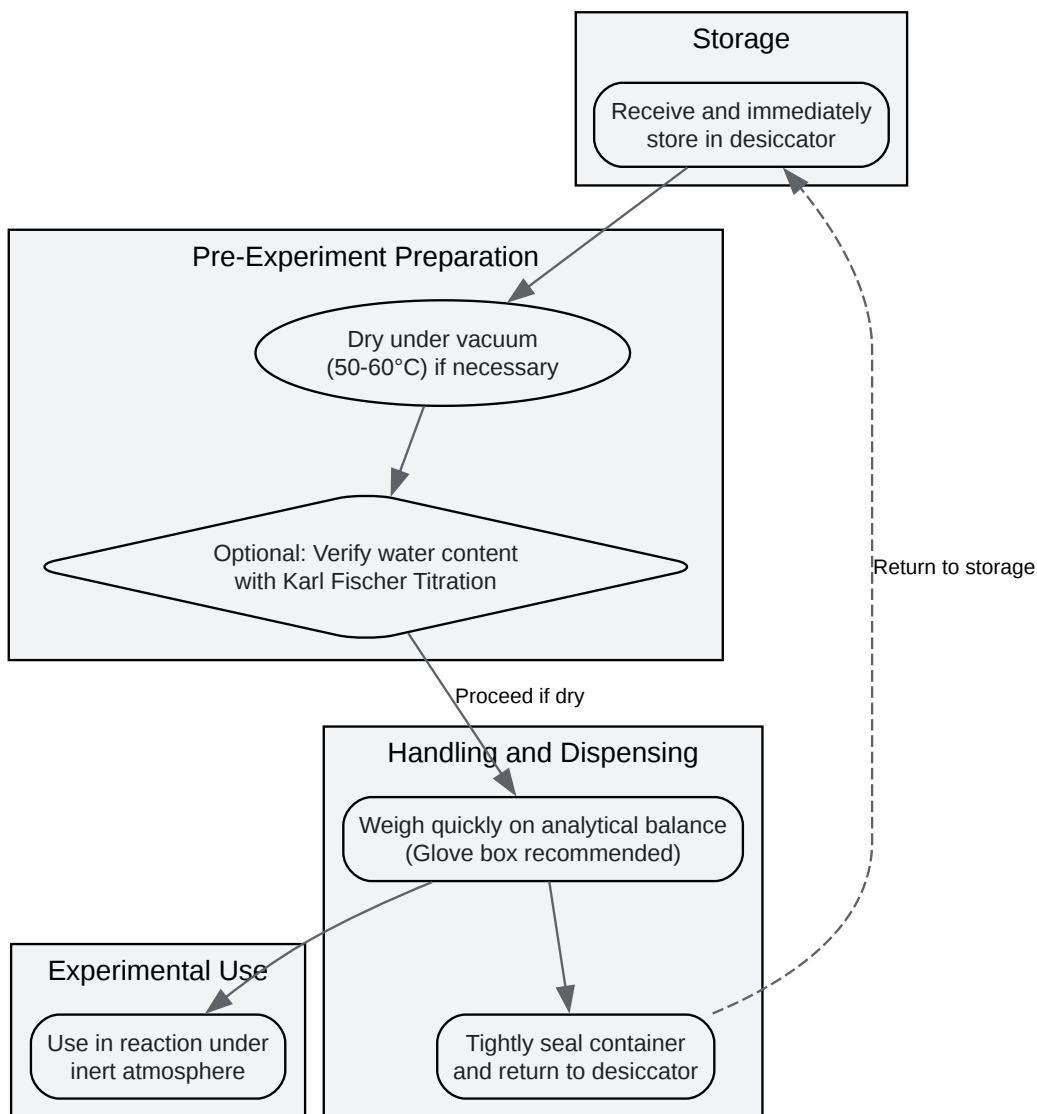 Storage
Receive and immediately
store in desiccator
Pre-Experiment Preparation
Dry under vacuum
(50-60°C) if necessary
Optional: Verify water content
with Karl Fischer Titration
Return to storage
Proceed if dry
Handling and Dispensing
Weigh quickly on analytical balance
(Glove box recommended)
Experimental Use
Use in reaction under
inert atmosphere
Tightly seal container
and return to desiccator